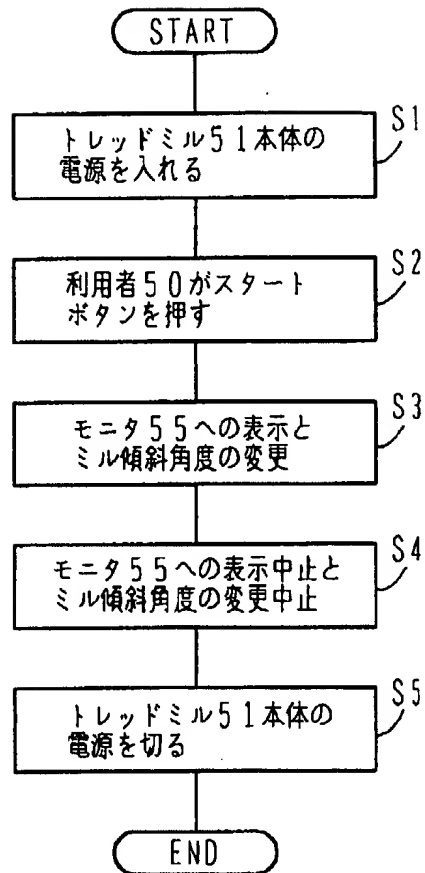 START
S1
トレッドミル51本体の
電源を入れる
S2
利用者50がスタート
ボタンを押す
S3
モニタ55への表示と
ミル傾斜角度の変更
S4
モニタ55への表示中止と
ミル傾斜角度の変更中止
S5
トレッドミル51本体の
電源を切る
END